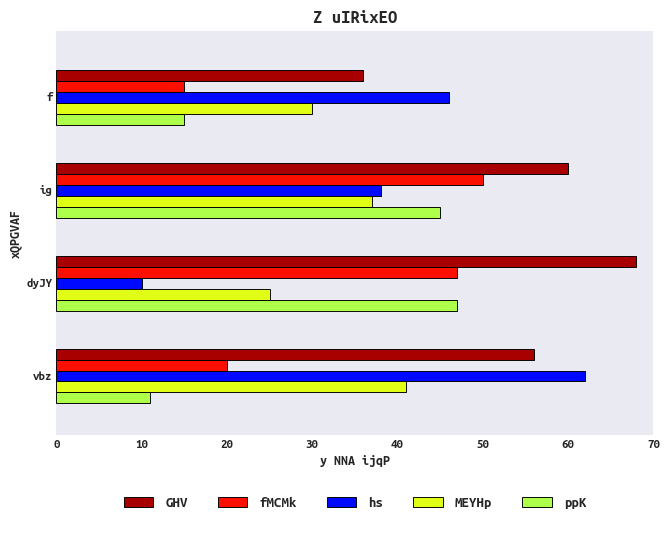 Z uIRixEO
xQPGVAF
f
ig
dyJY
vbz
0 10 20 30 40 50 60 70
y NNA ijqP
GHV fMCMk hs MEYHp ppK